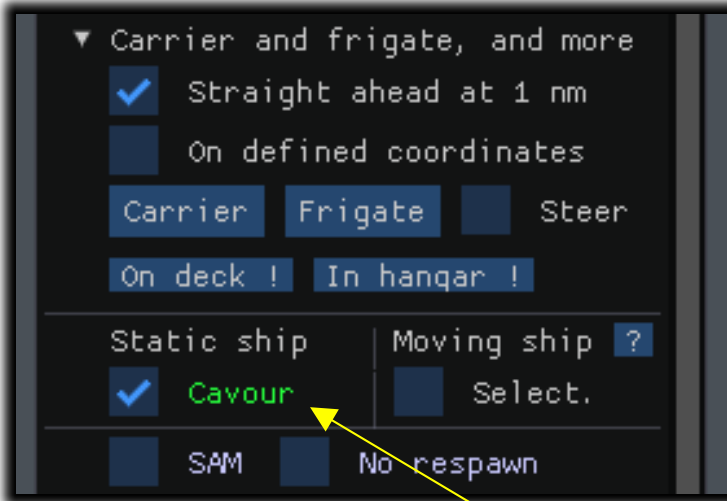 ▼ Carrier and frigate, and more
Straight ahead at 1 nm
On defined coordinates
Carrier Frigate Steer
On deck ! In hangar !
Static ship Moving ship ?
Cavour Select.
SAM No respawn